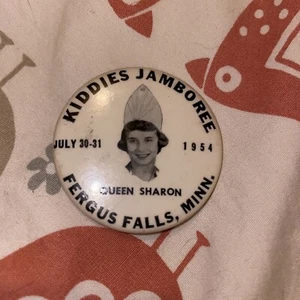 KIDDIES JAMBOREE
JULY 30-31 1954
QUEEN SHARON
FERGUS FALLS, MINN.